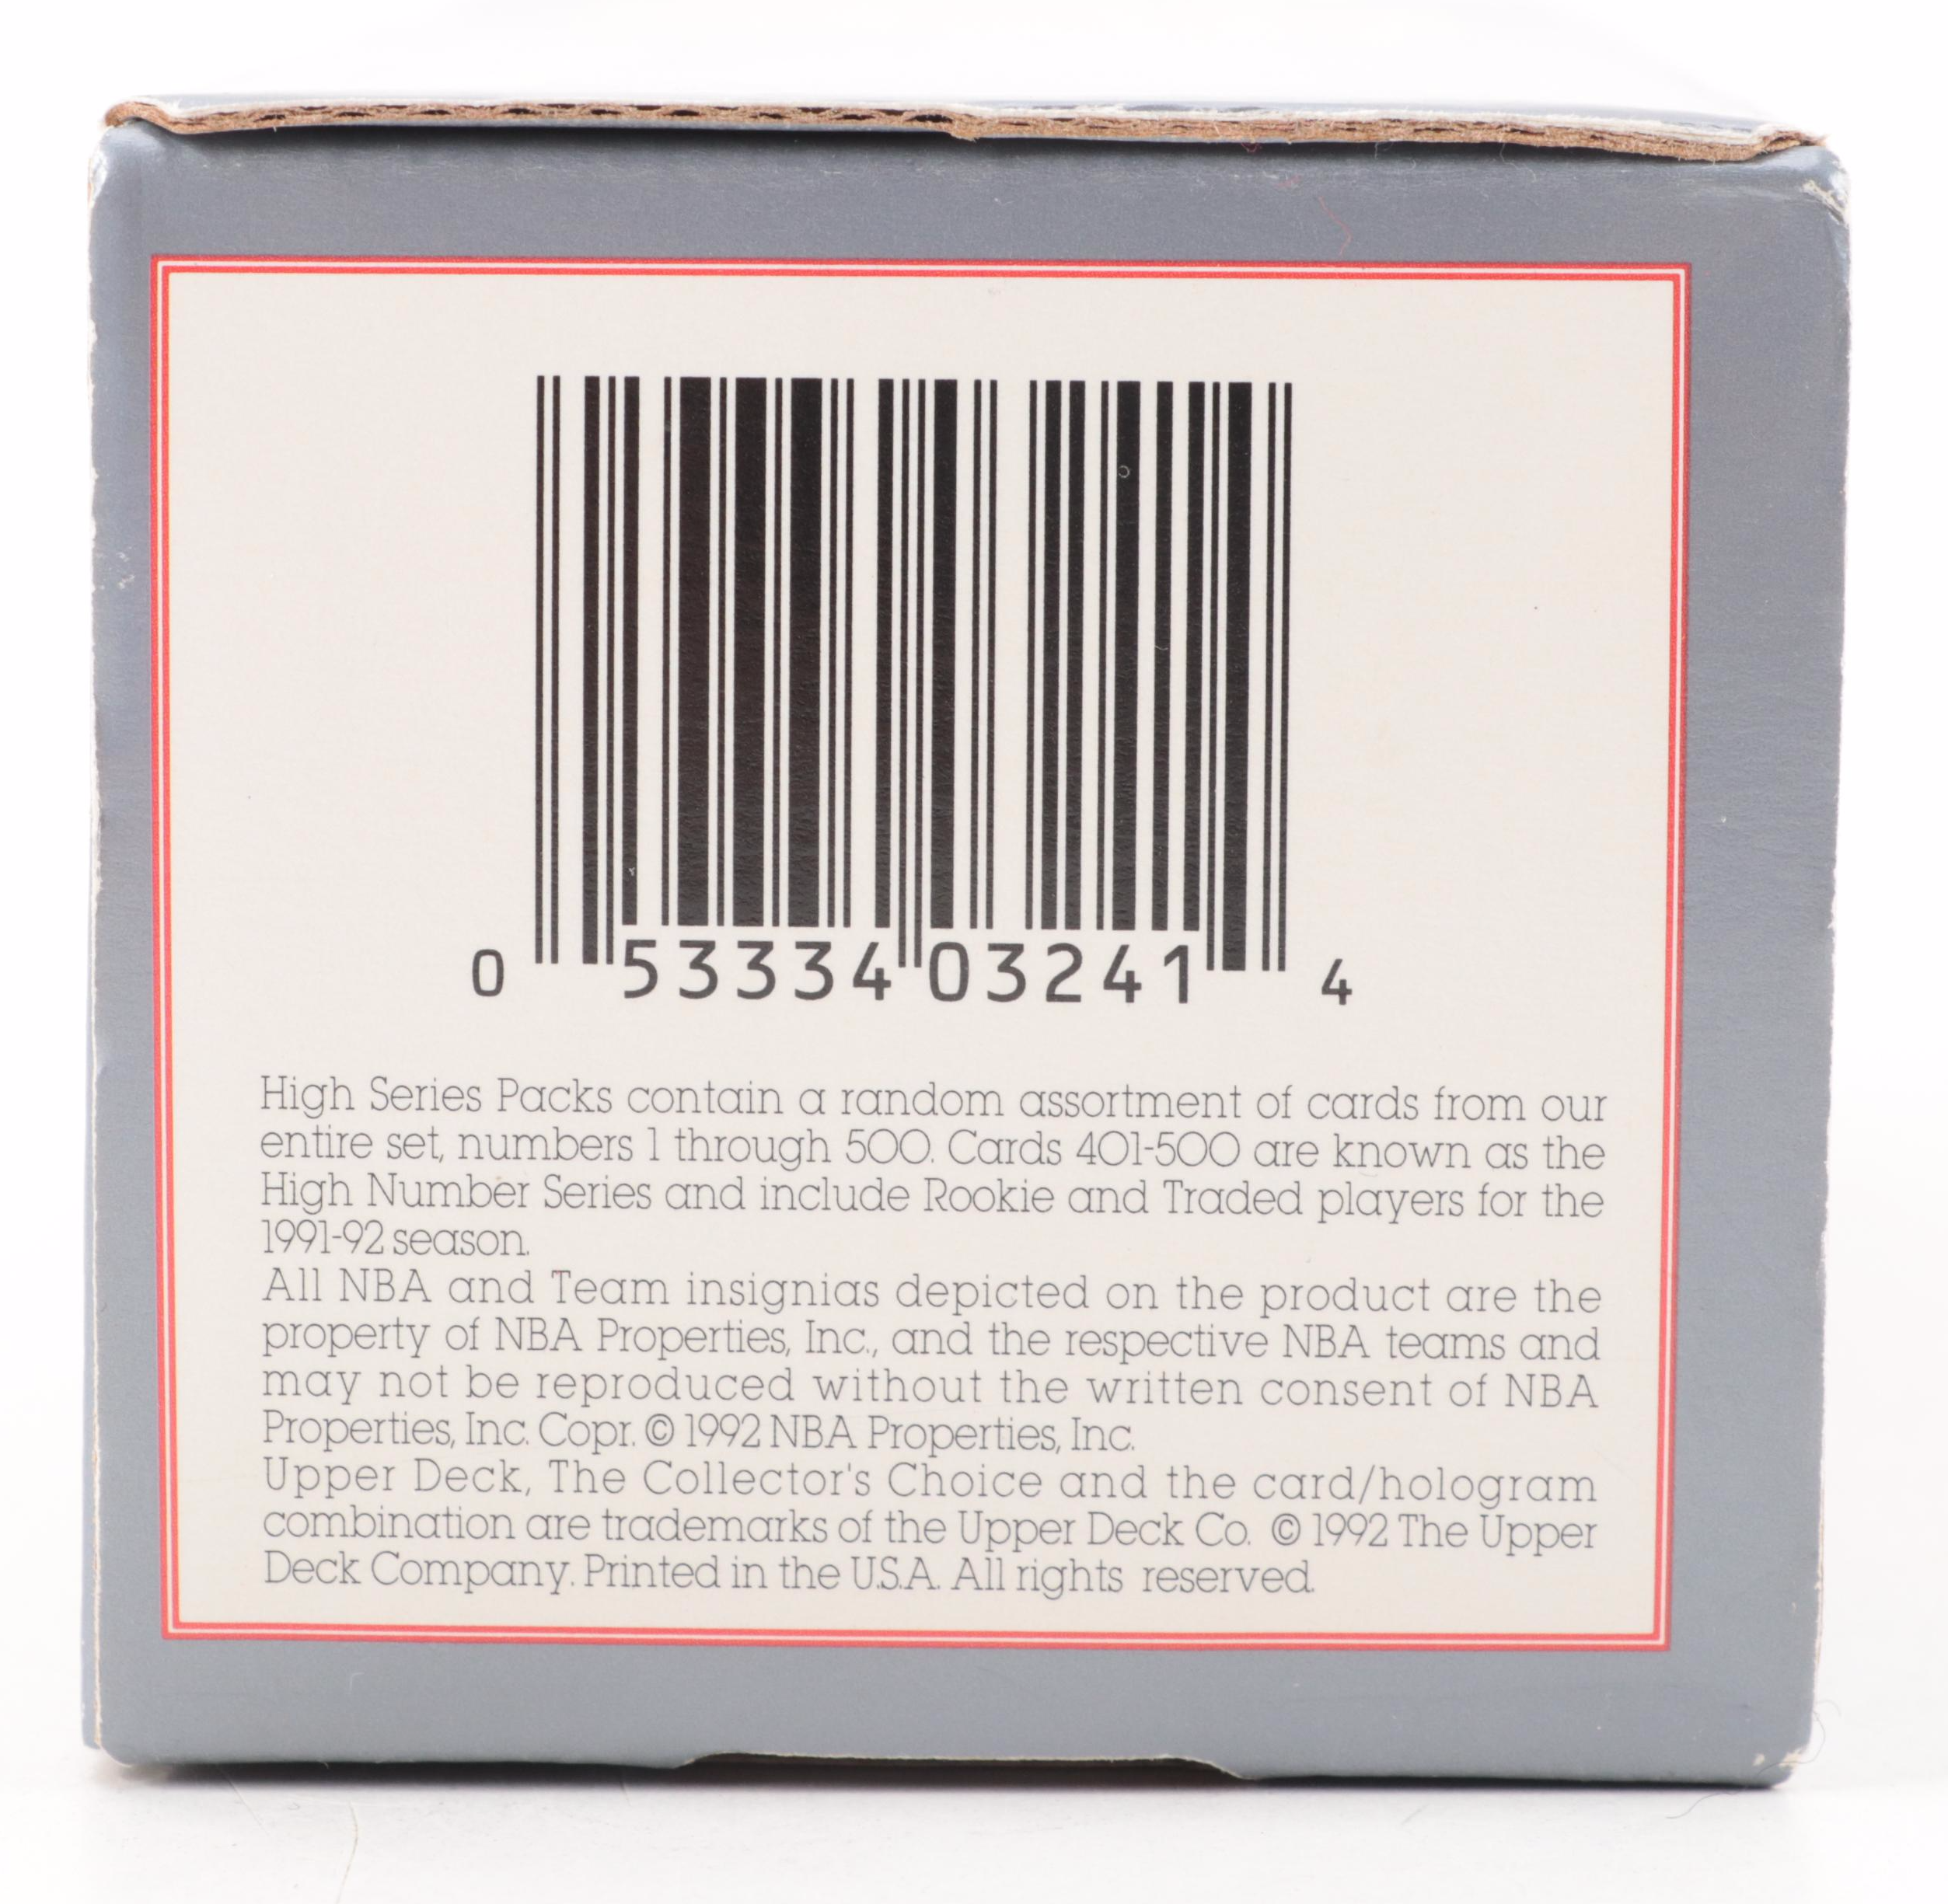 0 53334 03241 4
High Series Packs contain a random assortment of cards from our
entire set, numbers 1 through 500. Cards 401-500 are known as the
High Number Series and include Rookie and Traded players for the
1991-92 season.
All NBA and Team insignias depicted on the product are the
property of NBA Properties, Inc., and the respective NBA teams and
may not be reproduced without the written consent of NBA
Properties, Inc. Copr. © 1992 NBA Properties, Inc.
Upper Deck, The Collector's Choice and the card/hologram
combination are trademarks of the Upper Deck Co. © 1992 The Upper
Deck Company. Printed in the U.S.A. All rights reserved.